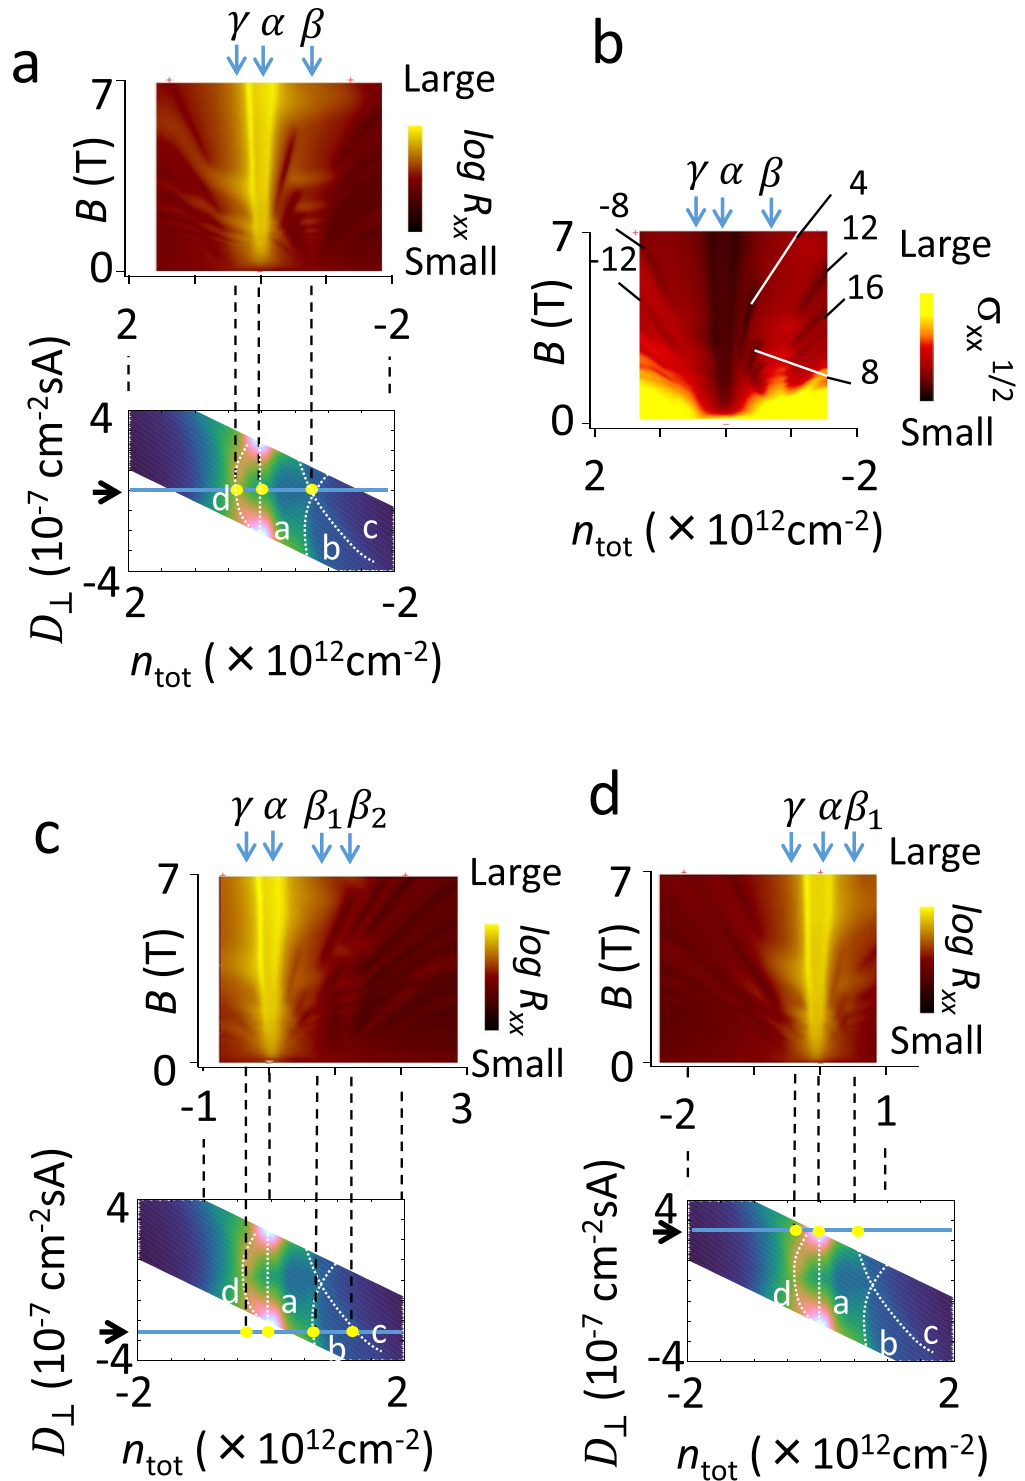 a
γ α β
7
B (T)
0
Large
log Rxx
Small
2
-2
4
D⊥ (10-7 cm-2sA)
-4
d
a
b
c
2
-2
ntot ( × 1012cm-2)
b
γ α β
4
-8
12
-12
16
8
7
B (T)
0
Large
σxx1/2
Small
2
-2
ntot ( × 1012cm-2)
c
γ α β1 β2
7
B (T)
0
Large
log Rxx
Small
-1
3
4
D⊥ (10-7 cm-2sA)
-4
d
a
b
c
-2
2
ntot ( × 1012cm-2)
d
γ α β1
7
B (T)
0
Large
log Rxx
Small
-2
1
4
D⊥ (10-7 cm-2sA)
-4
d
a
b
c
-2
2
ntot ( × 1012cm-2)